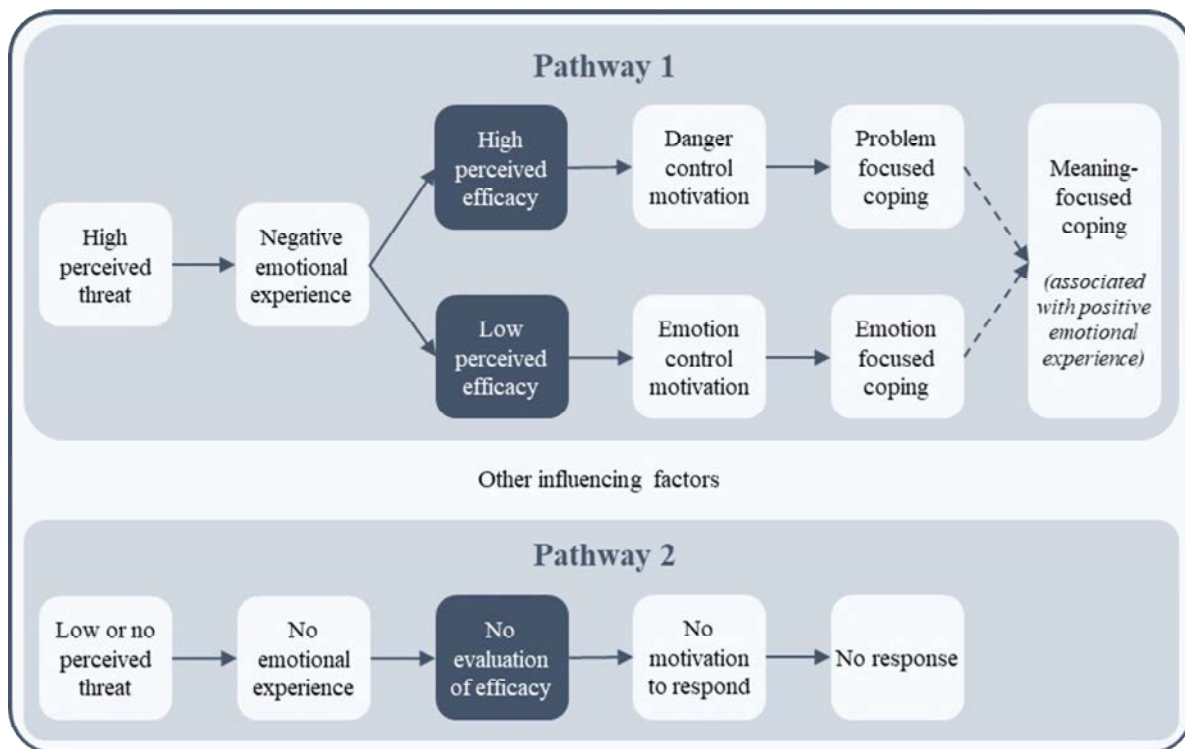 Pathway 1
High
perceived
threat
Negative
emotional
experience
High
perceived
efficacy
Danger
control
motivation
Problem
focused
coping
Low
perceived
efficacy
Emotion
control
motivation
Emotion
focused
coping
Meaning-
focused
coping
(associated
with positive
emotional
experience)
Other influencing factors
Pathway 2
Low or no
perceived
threat
No
emotional
experience
No
evaluation
of efficacy
No
motivation
to respond
No response